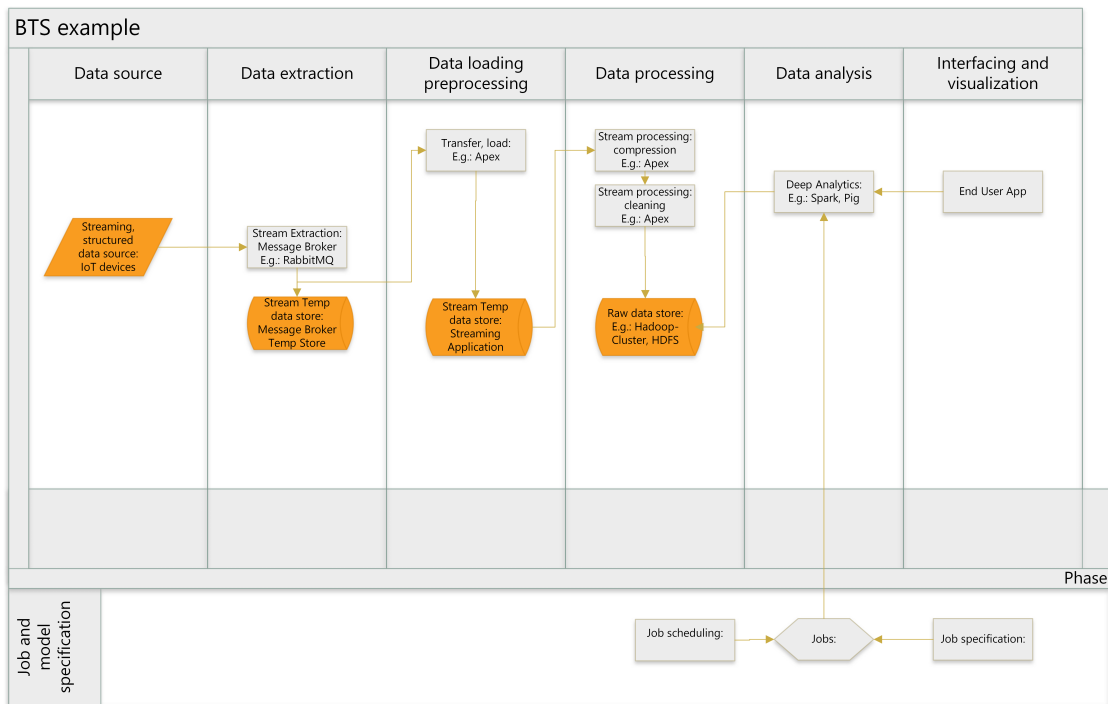 BTS example
Data source
Data extraction
Data loading
preprocessing
Data processing
Data analysis
Interfacing and
visualization
Streaming,
structured
data source:
IoT devices
Stream Extraction:
Message Broker
E.g.: RabbitMQ
Stream Temp
data store:
Message Broker
Temp Store
Transfer, load:
E.g.: Apex
Stream Temp
data store:
Streaming
Application
Stream processing:
compression
E.g.: Apex
Stream processing:
cleaning
E.g.: Apex
Raw data store:
E.g.: Hadoop-
Cluster, HDFS
Deep Analytics:
E.g.: Spark, Pig
End User App
Phase
Job and
model
specification
Job scheduling:
Jobs:
Job specification: